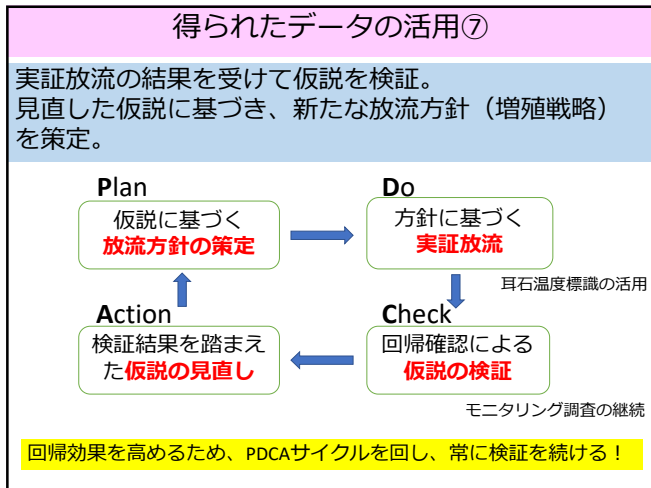 得られたデータの活用⑦
実証放流の結果を受けて仮説を検証。
見直した仮説に基づき、新たな放流方針（増殖戦略）
を策定。
Plan
仮説に基づく
放流方針の策定
Do
方針に基づく
実証放流
耳石温度標識の活用
Action
検証結果を踏まえ
た仮説の見直し
Check
回帰確認による
仮説の検証
モニタリング調査の継続
回帰効果を高めるため、PDCAサイクルを回し、常に検証を続ける！